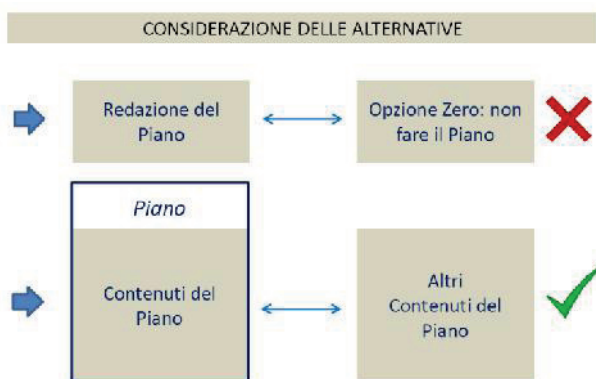 CONSIDERAZIONE DELLE ALTERNATIVE
Redazione del
Piano
Opzione Zero: non
fare il Piano
Piano
Contenuti del
Piano
Altri
Contenuti del
Piano